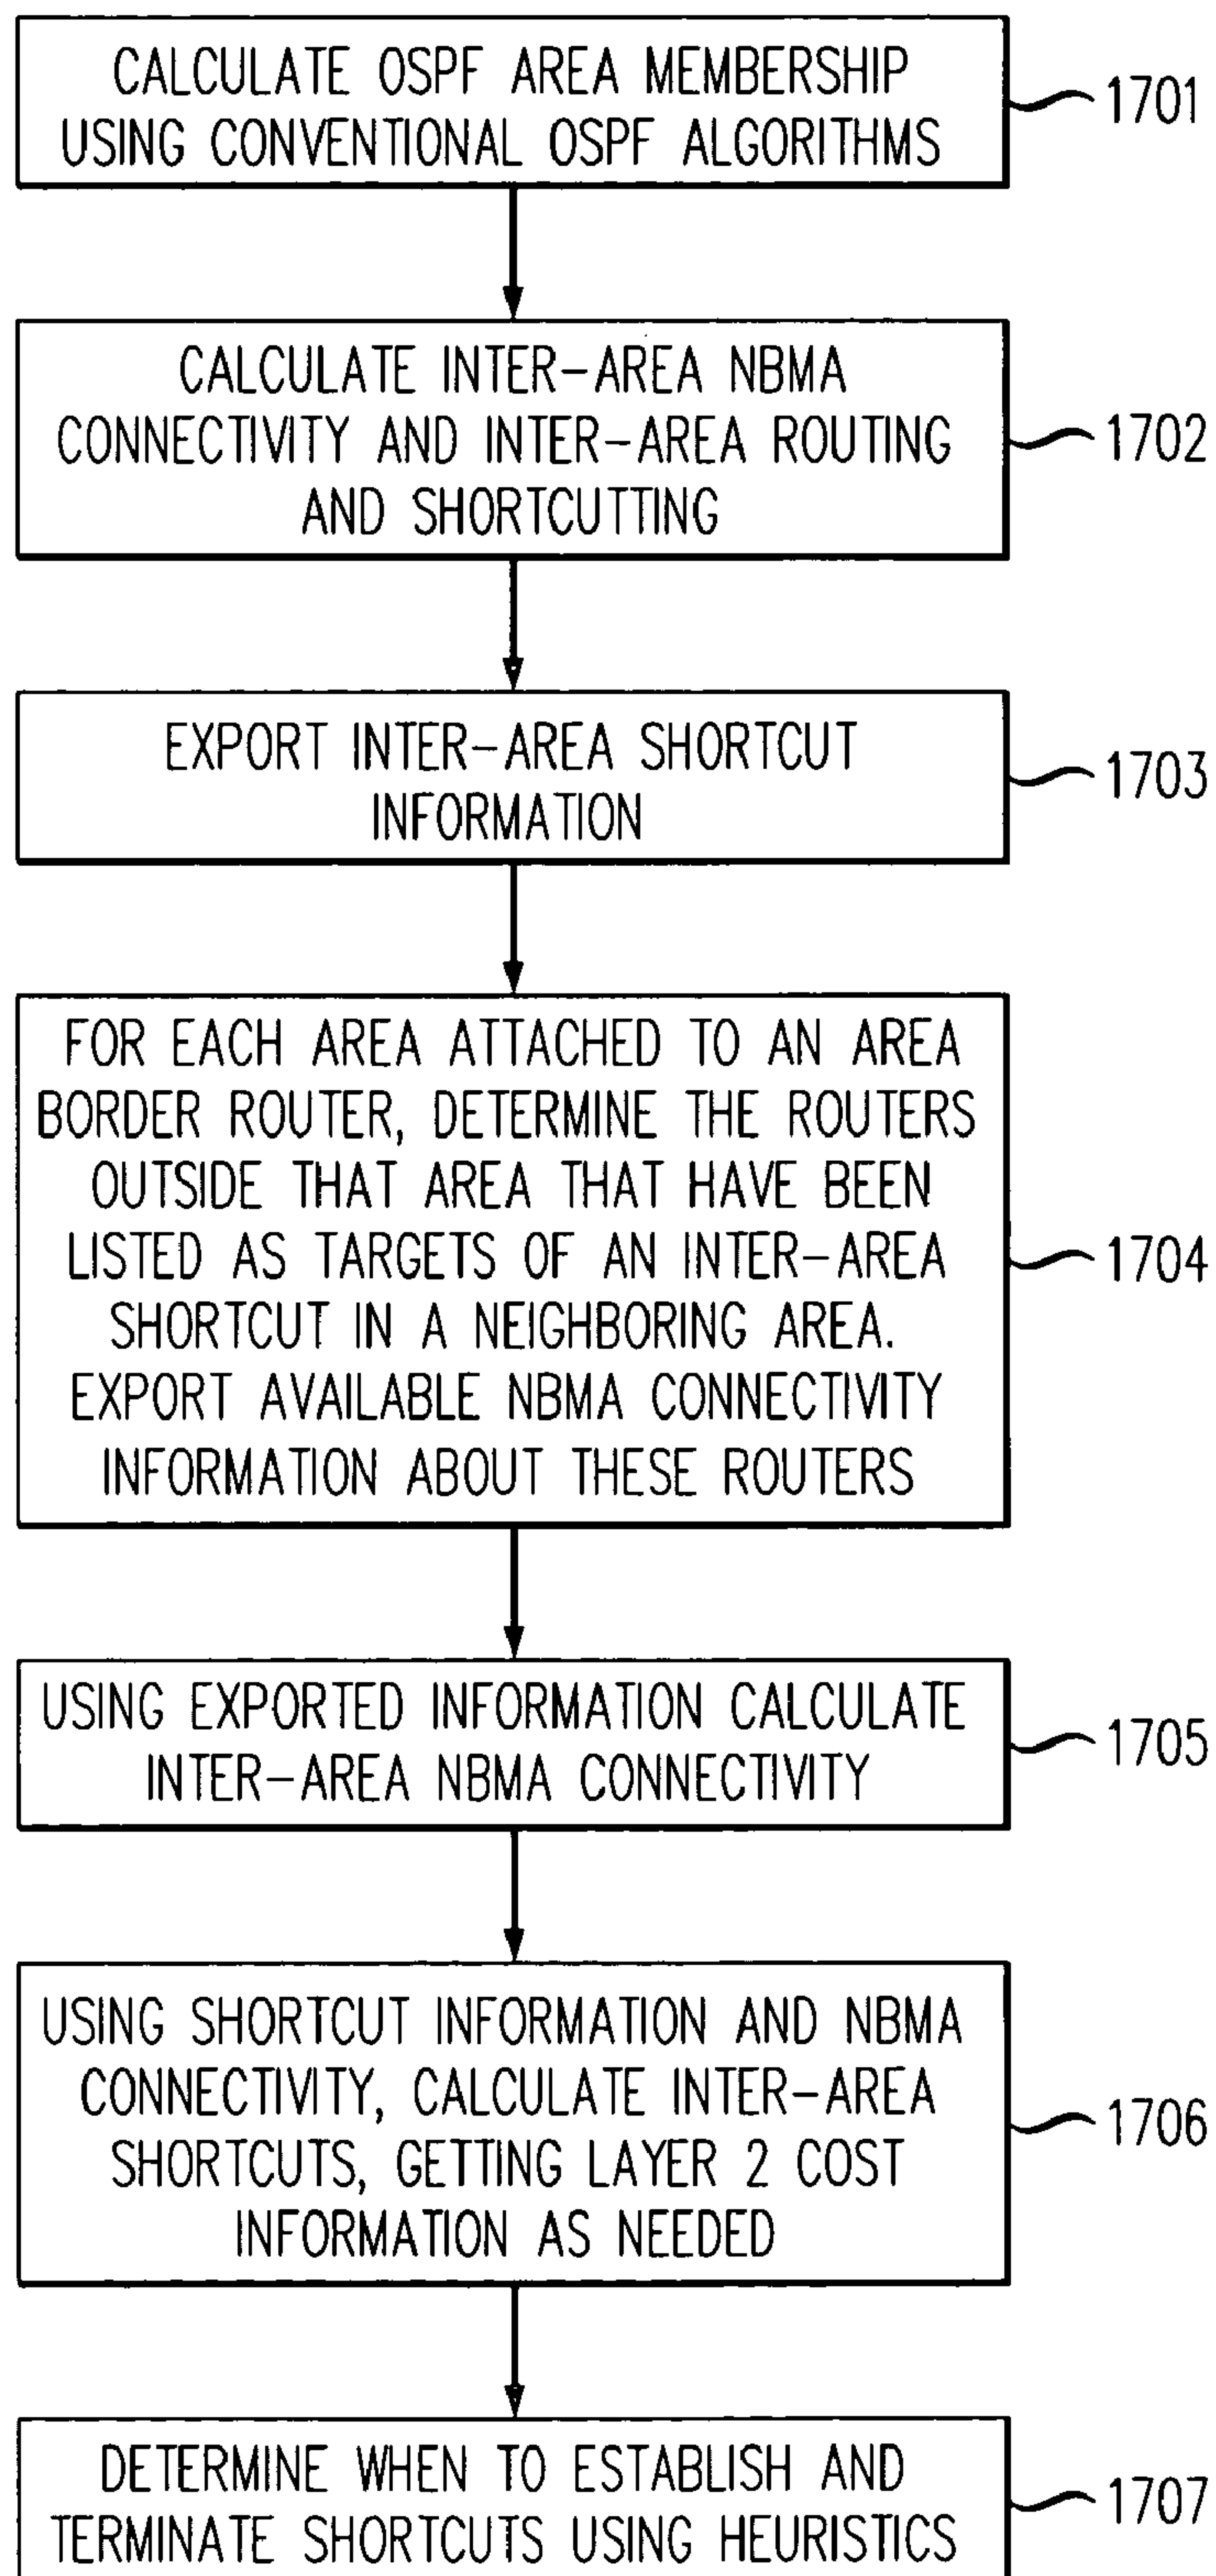 CALCULATE OSPF AREA MEMBERSHIP
USING CONVENTIONAL OSPF ALGORITHMS
1701
CALCULATE INTER-AREA NBMA
CONNECTIVITY AND INTER-AREA ROUTING
AND SHORTCUTTING
1702
EXPORT INTER-AREA SHORTCUT
INFORMATION
1703
FOR EACH AREA ATTACHED TO AN AREA
BORDER ROUTER, DETERMINE THE ROUTERS
OUTSIDE THAT AREA THAT HAVE BEEN
LISTED AS TARGETS OF AN INTER-AREA
SHORTCUT IN A NEIGHBORING AREA.
EXPORT AVAILABLE NBMA CONNECTIVITY
INFORMATION ABOUT THESE ROUTERS
1704
USING EXPORTED INFORMATION CALCULATE
INTER-AREA NBMA CONNECTIVITY
1705
USING SHORTCUT INFORMATION AND NBMA
CONNECTIVITY, CALCULATE INTER-AREA
SHORTCUTS, GETTING LAYER 2 COST
INFORMATION AS NEEDED
1706
DETERMINE WHEN TO ESTABLISH AND
TERMINATE SHORTCUTS USING HEURISTICS
1707